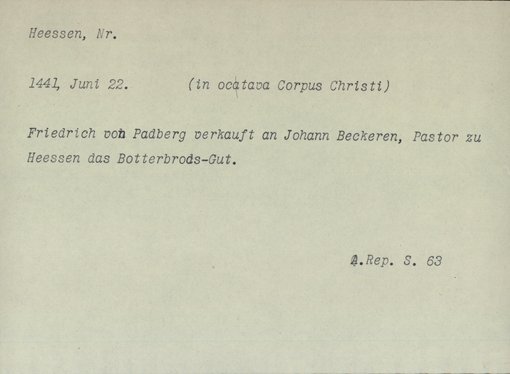 Heessen, Nr.
1441, Juni 22. (in ocatava Corpus Christi)
Friedrich von Padberg verkauft an Johann Beckeren, Pastor zu
Heessen das Botterbrods-Gut.
A.Rep. S. 63